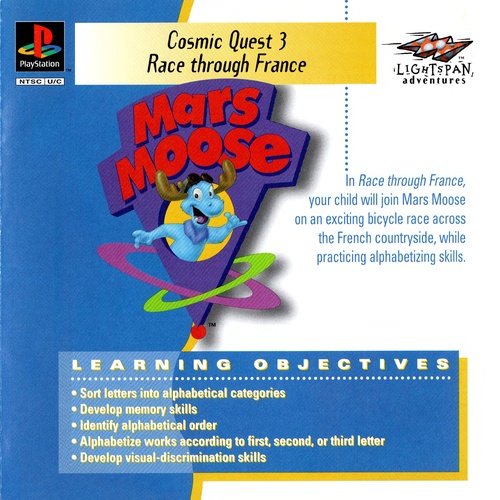 PlayStation
NTSC U/C
Cosmic Quest 3
Race through France
LIGHTSPAN™
adventures
Mars
Moose
™
In Race through France,
your child will join Mars Moose
on an exciting bicycle race across
the French countryside, while
practicing alphabetizing skills.
LEARNING OBJECTIVES
• Sort letters into alphabetical categories
• Develop memory skills
• Identify alphabetical order
• Alphabetize works according to first, second, or third letter
• Develop visual-discrimination skills